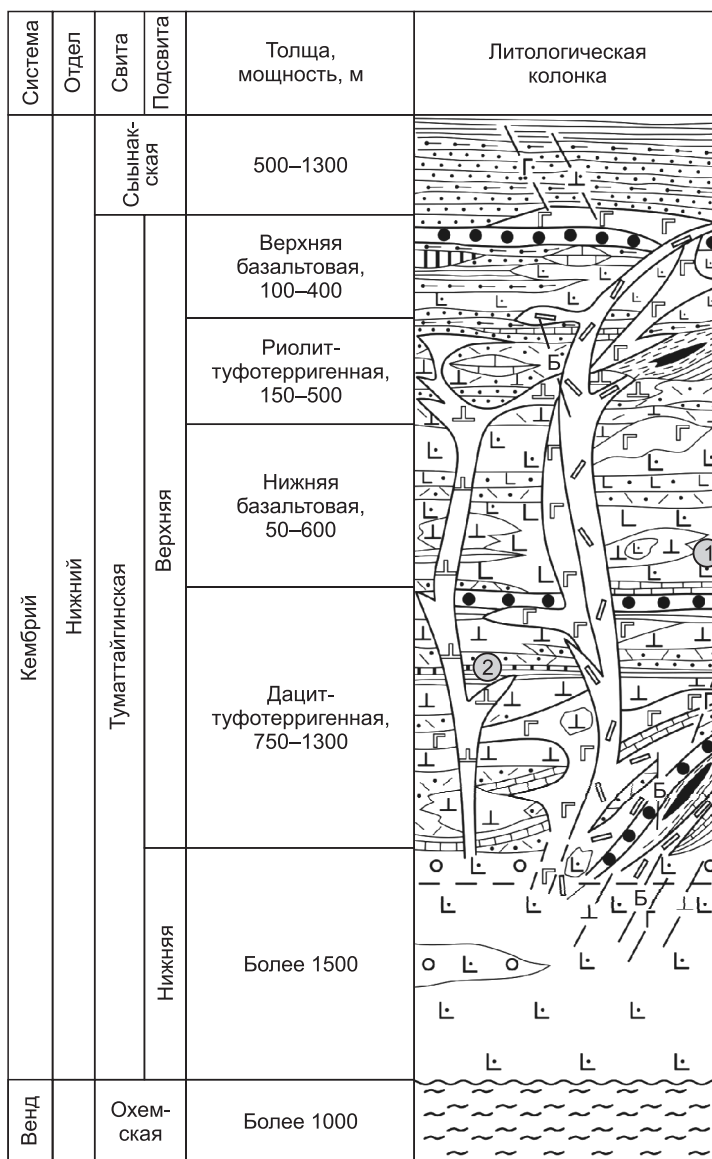 Система
Отдел
Свита
Подсвита
Толща,
мощность, м
Литологическая
колонка
Кембрий
Нижний
Сыынак-
ская
500–1300
Г
Туматтайгинская
Верхняя
Верхняя
базальтовая,
100–400
Риолит-
туфотерригенная,
150–500
Б
Нижняя
базальтовая,
50–600
1
Дацит-
туфотерригенная,
750–1300
2
Г
Б
Нижняя
Более 1500
Б
Г
Венд
Охем-
ская
Более 1000